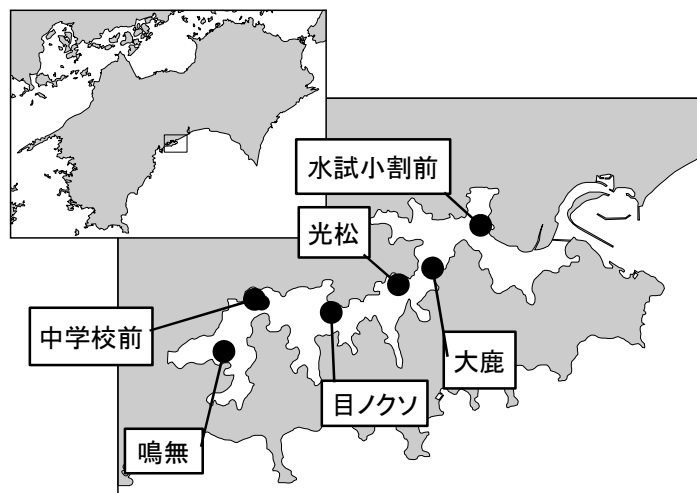 水試小割前
光松
中学校前
大鹿
目ノクソ
鳴無